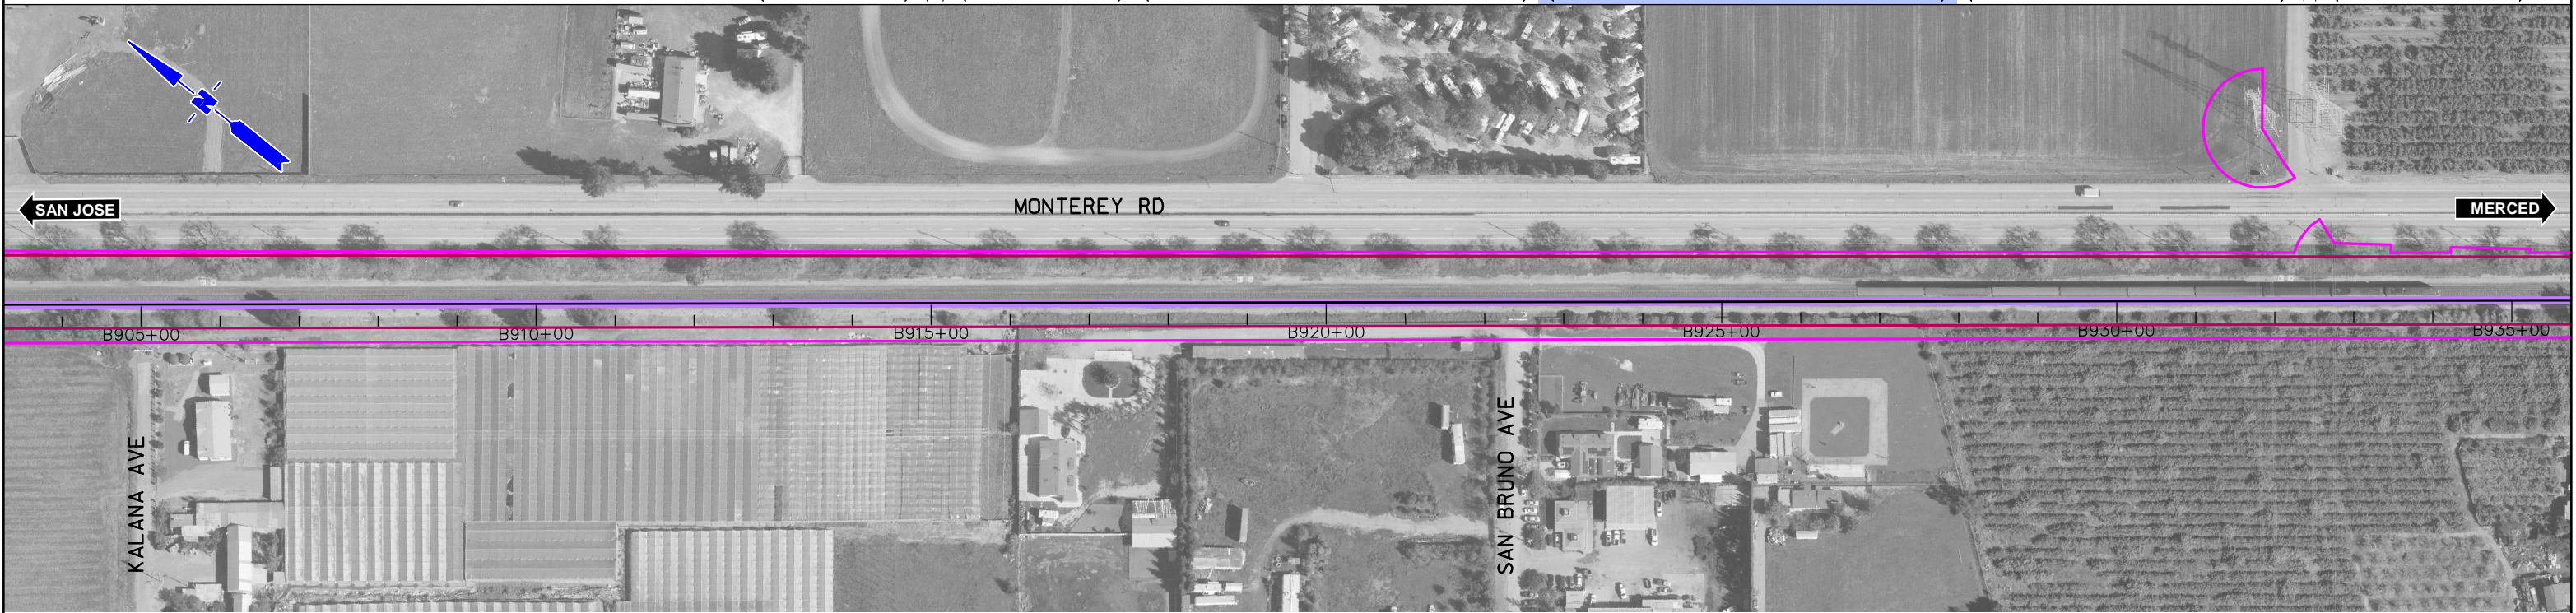 N
SAN JOSE
MONTEREY RD
MERCED
B905+00
B910+00
B915+00
B920+00
B925+00
B930+00
B935+00
KALANA AVE
SAN BRUNO AVE